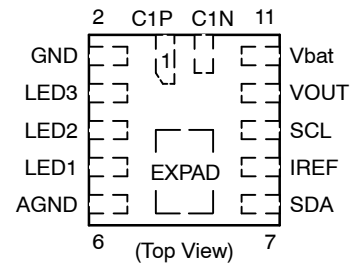 2 C1P C1N 11
1
GND Vbat
LED3 VOUT
LED2 SCL
LED1 EXPAD IREF
AGND SDA
6 (Top View) 7